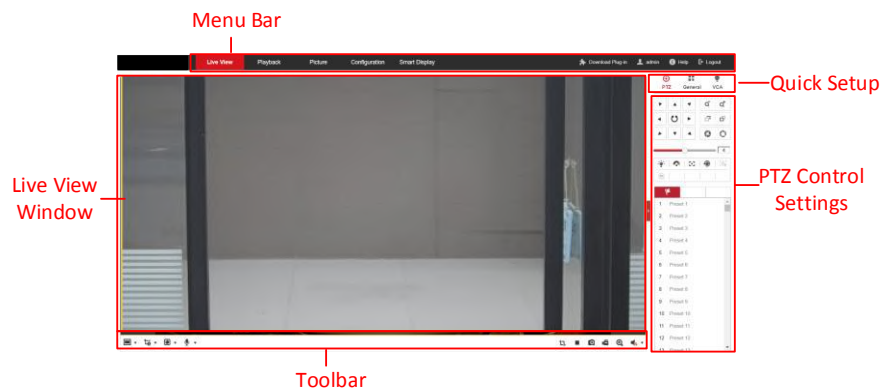 Menu Bar
Live View Playback Picture Configuration Smart Display Download Plug-in admin Help Logout
PTZ General VCA
Quick Setup
Live View
Window
PTZ Control
Settings
1 Preset 1
2 Preset 2
3 Preset 3
4 Preset 4
5 Preset 5
6 Preset 6
7 Preset 7
8 Preset 8
9 Preset 9
10 Preset 10
11 Preset 11
12 Preset 12
Toolbar